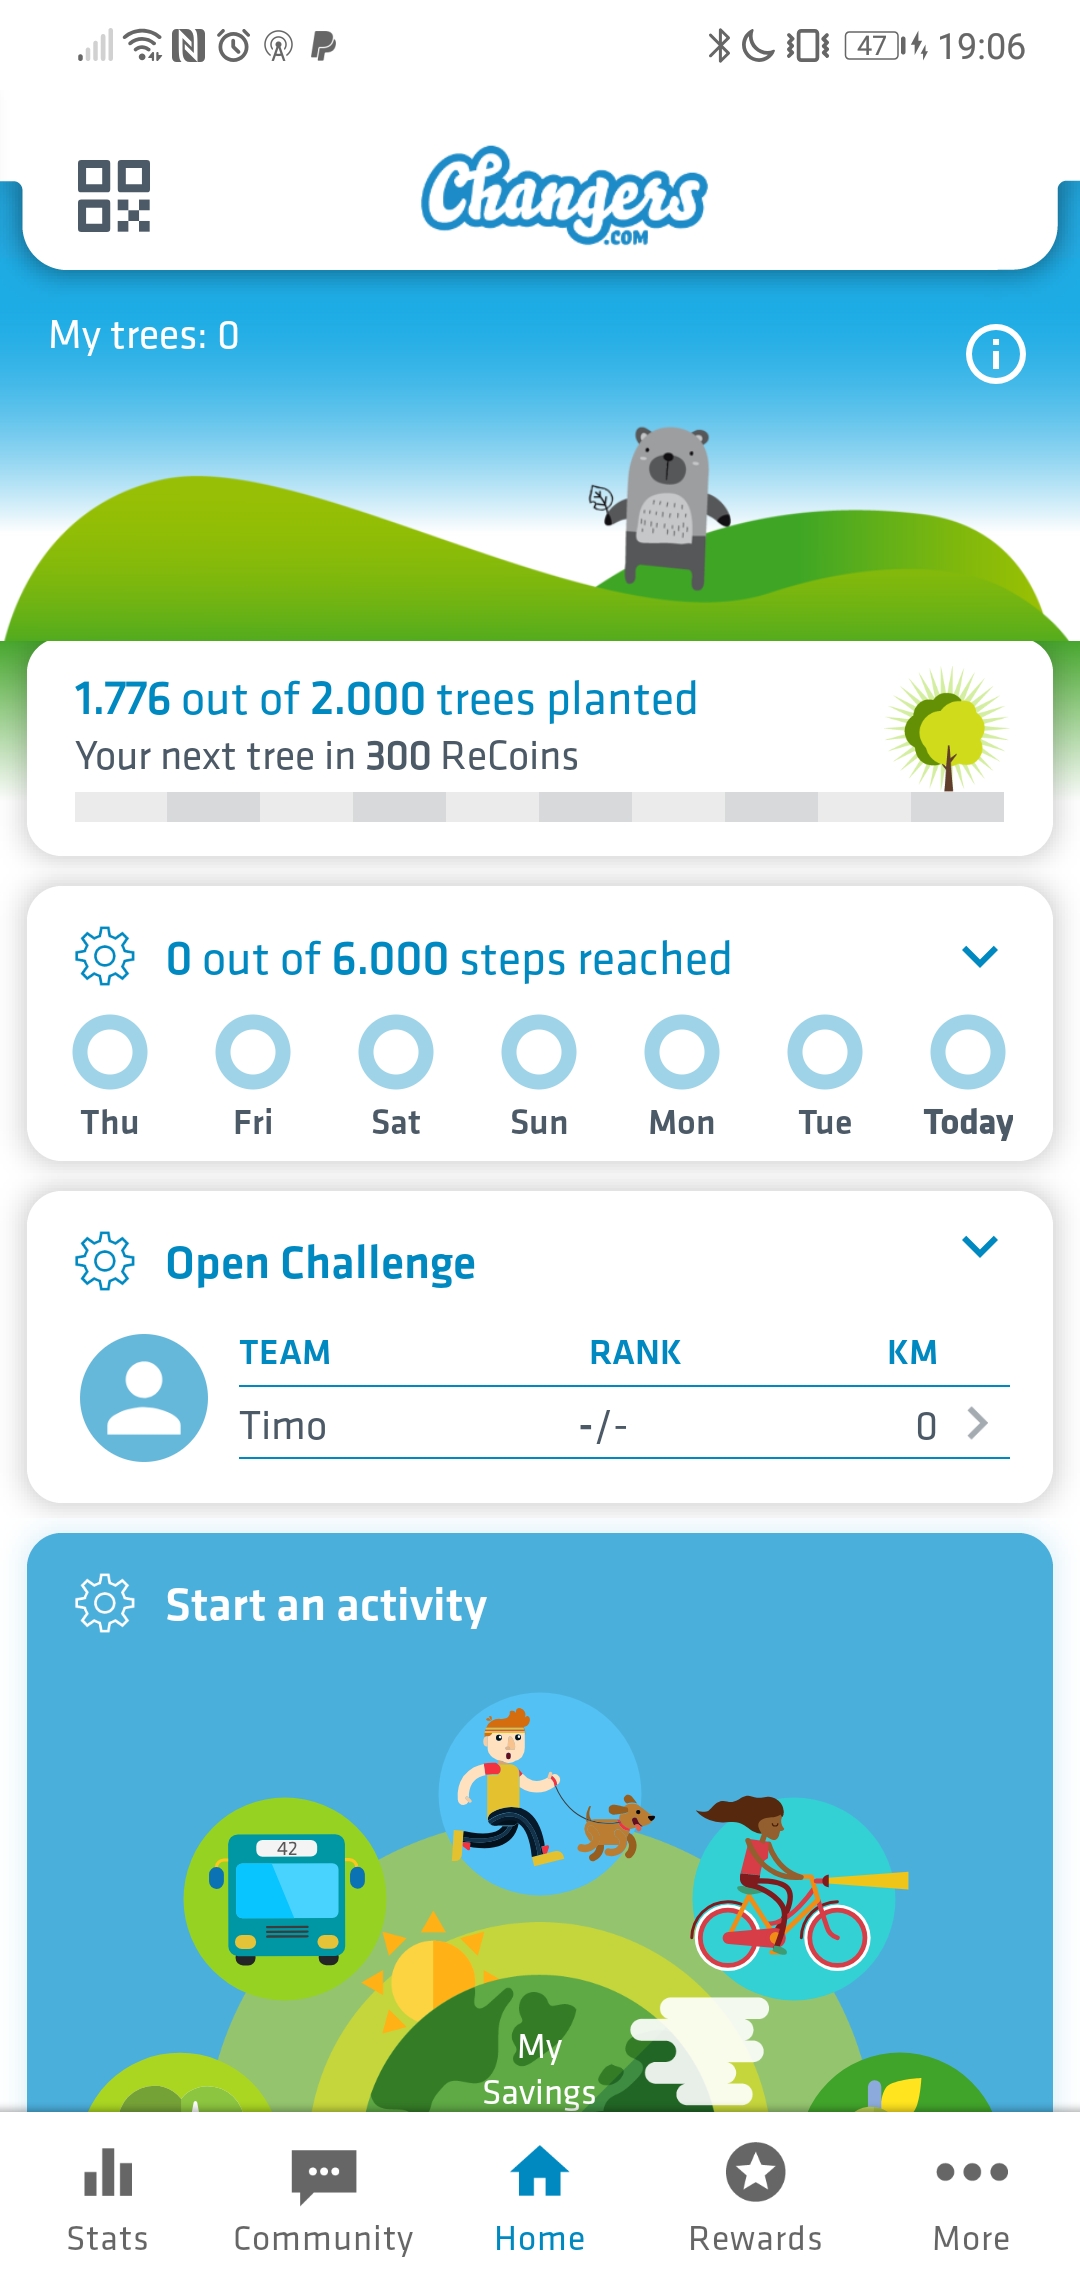 47 19:06
Changers
.COM
My trees: 0
1.776 out of 2.000 trees planted
Your next tree in 300 ReCoins
0 out of 6.000 steps reached
Thu Fri Sat Sun Mon Tue Today
Open Challenge
TEAM RANK KM
Timo -/- 0
Start an activity
42
My
Savings
Stats Community Home Rewards More